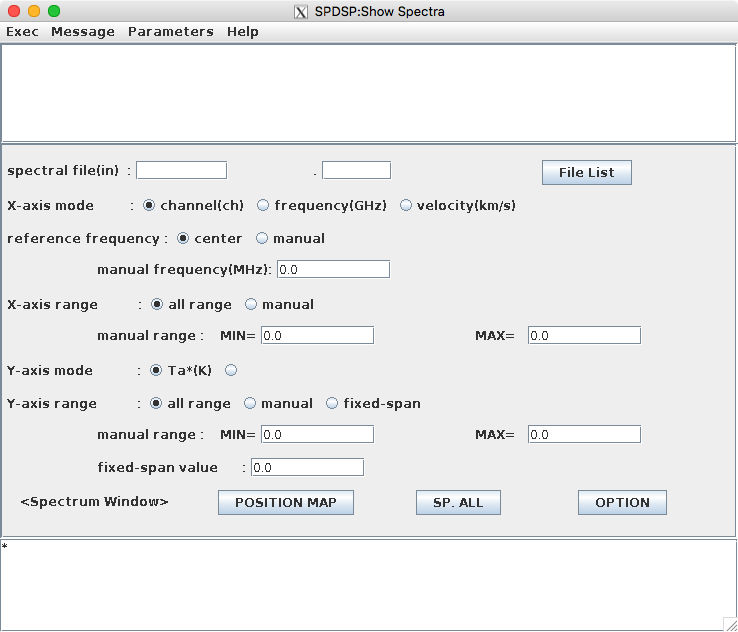 SPDSP:Show Spectra
Exec Message Parameters Help
spectral file(in) : . File List
X-axis mode : channel(ch) frequency(GHz) velocity(km/s)
reference frequency : center manual
manual frequency(MHz): 0.0
X-axis range : all range manual
manual range : MIN= 0.0 MAX= 0.0
Y-axis mode : Ta*(K)
Y-axis range : all range manual fixed-span
manual range : MIN= 0.0 MAX= 0.0
fixed-span value : 0.0
<Spectrum Window> POSITION MAP SP. ALL OPTION
*